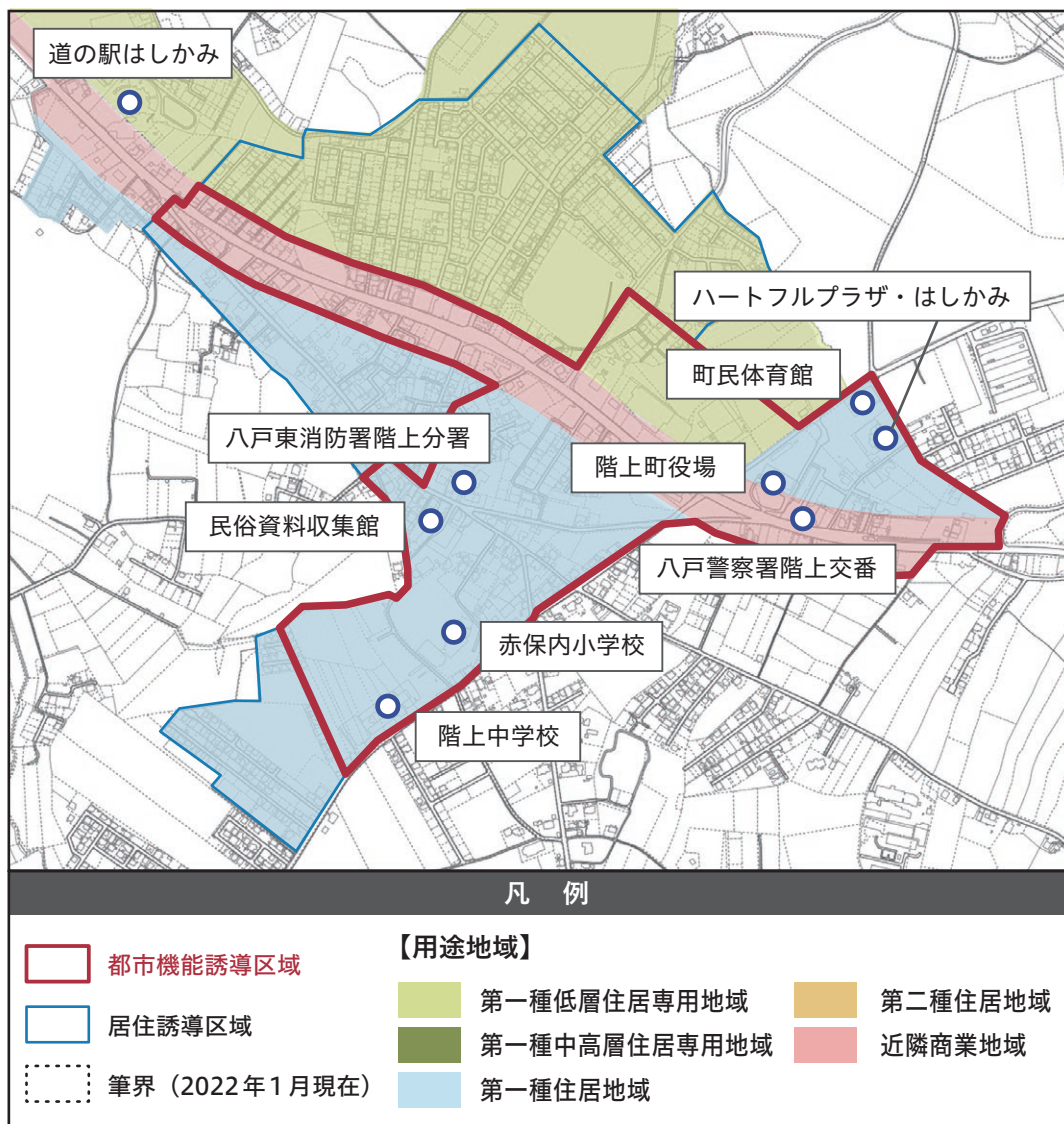 道の駅はしかみ
ハートフルプラザ・はしかみ
町民体育館
八戸東消防署階上分署
階上町役場
民俗資料収集館
八戸警察署階上交番
赤保内小学校
階上中学校
凡 例
都市機能誘導区域
居住誘導区域
筆界（2022年1月現在）
【用途地域】
第一種低層住居専用地域
第一種中高層住居専用地域
第一種住居地域
第二種住居地域
近隣商業地域